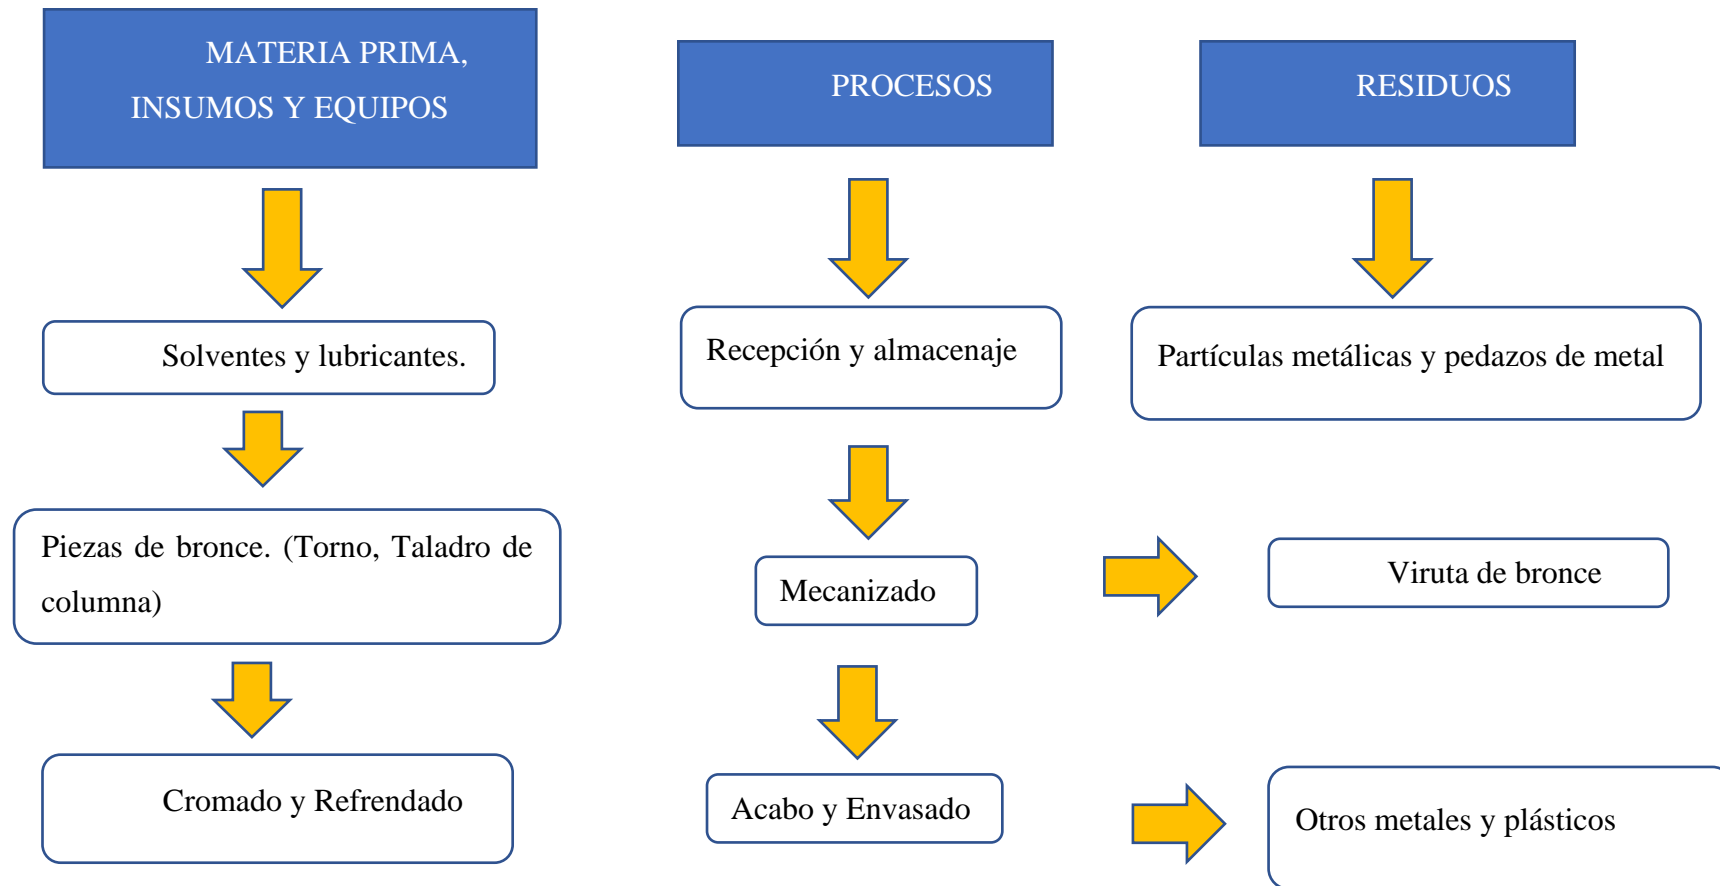 MATERIA PRIMA,
INSUMOS Y EQUIPOS
PROCESOS
RESIDUOS
Solventes y lubricantes.
Recepción y almacenaje
Partículas metálicas y pedazos de metal
Piezas de bronce. (Torno, Taladro de
columna)
Mecanizado
Viruta de bronce
Cromado y Refrendado
Acabo y Envasado
Otros metales y plásticos